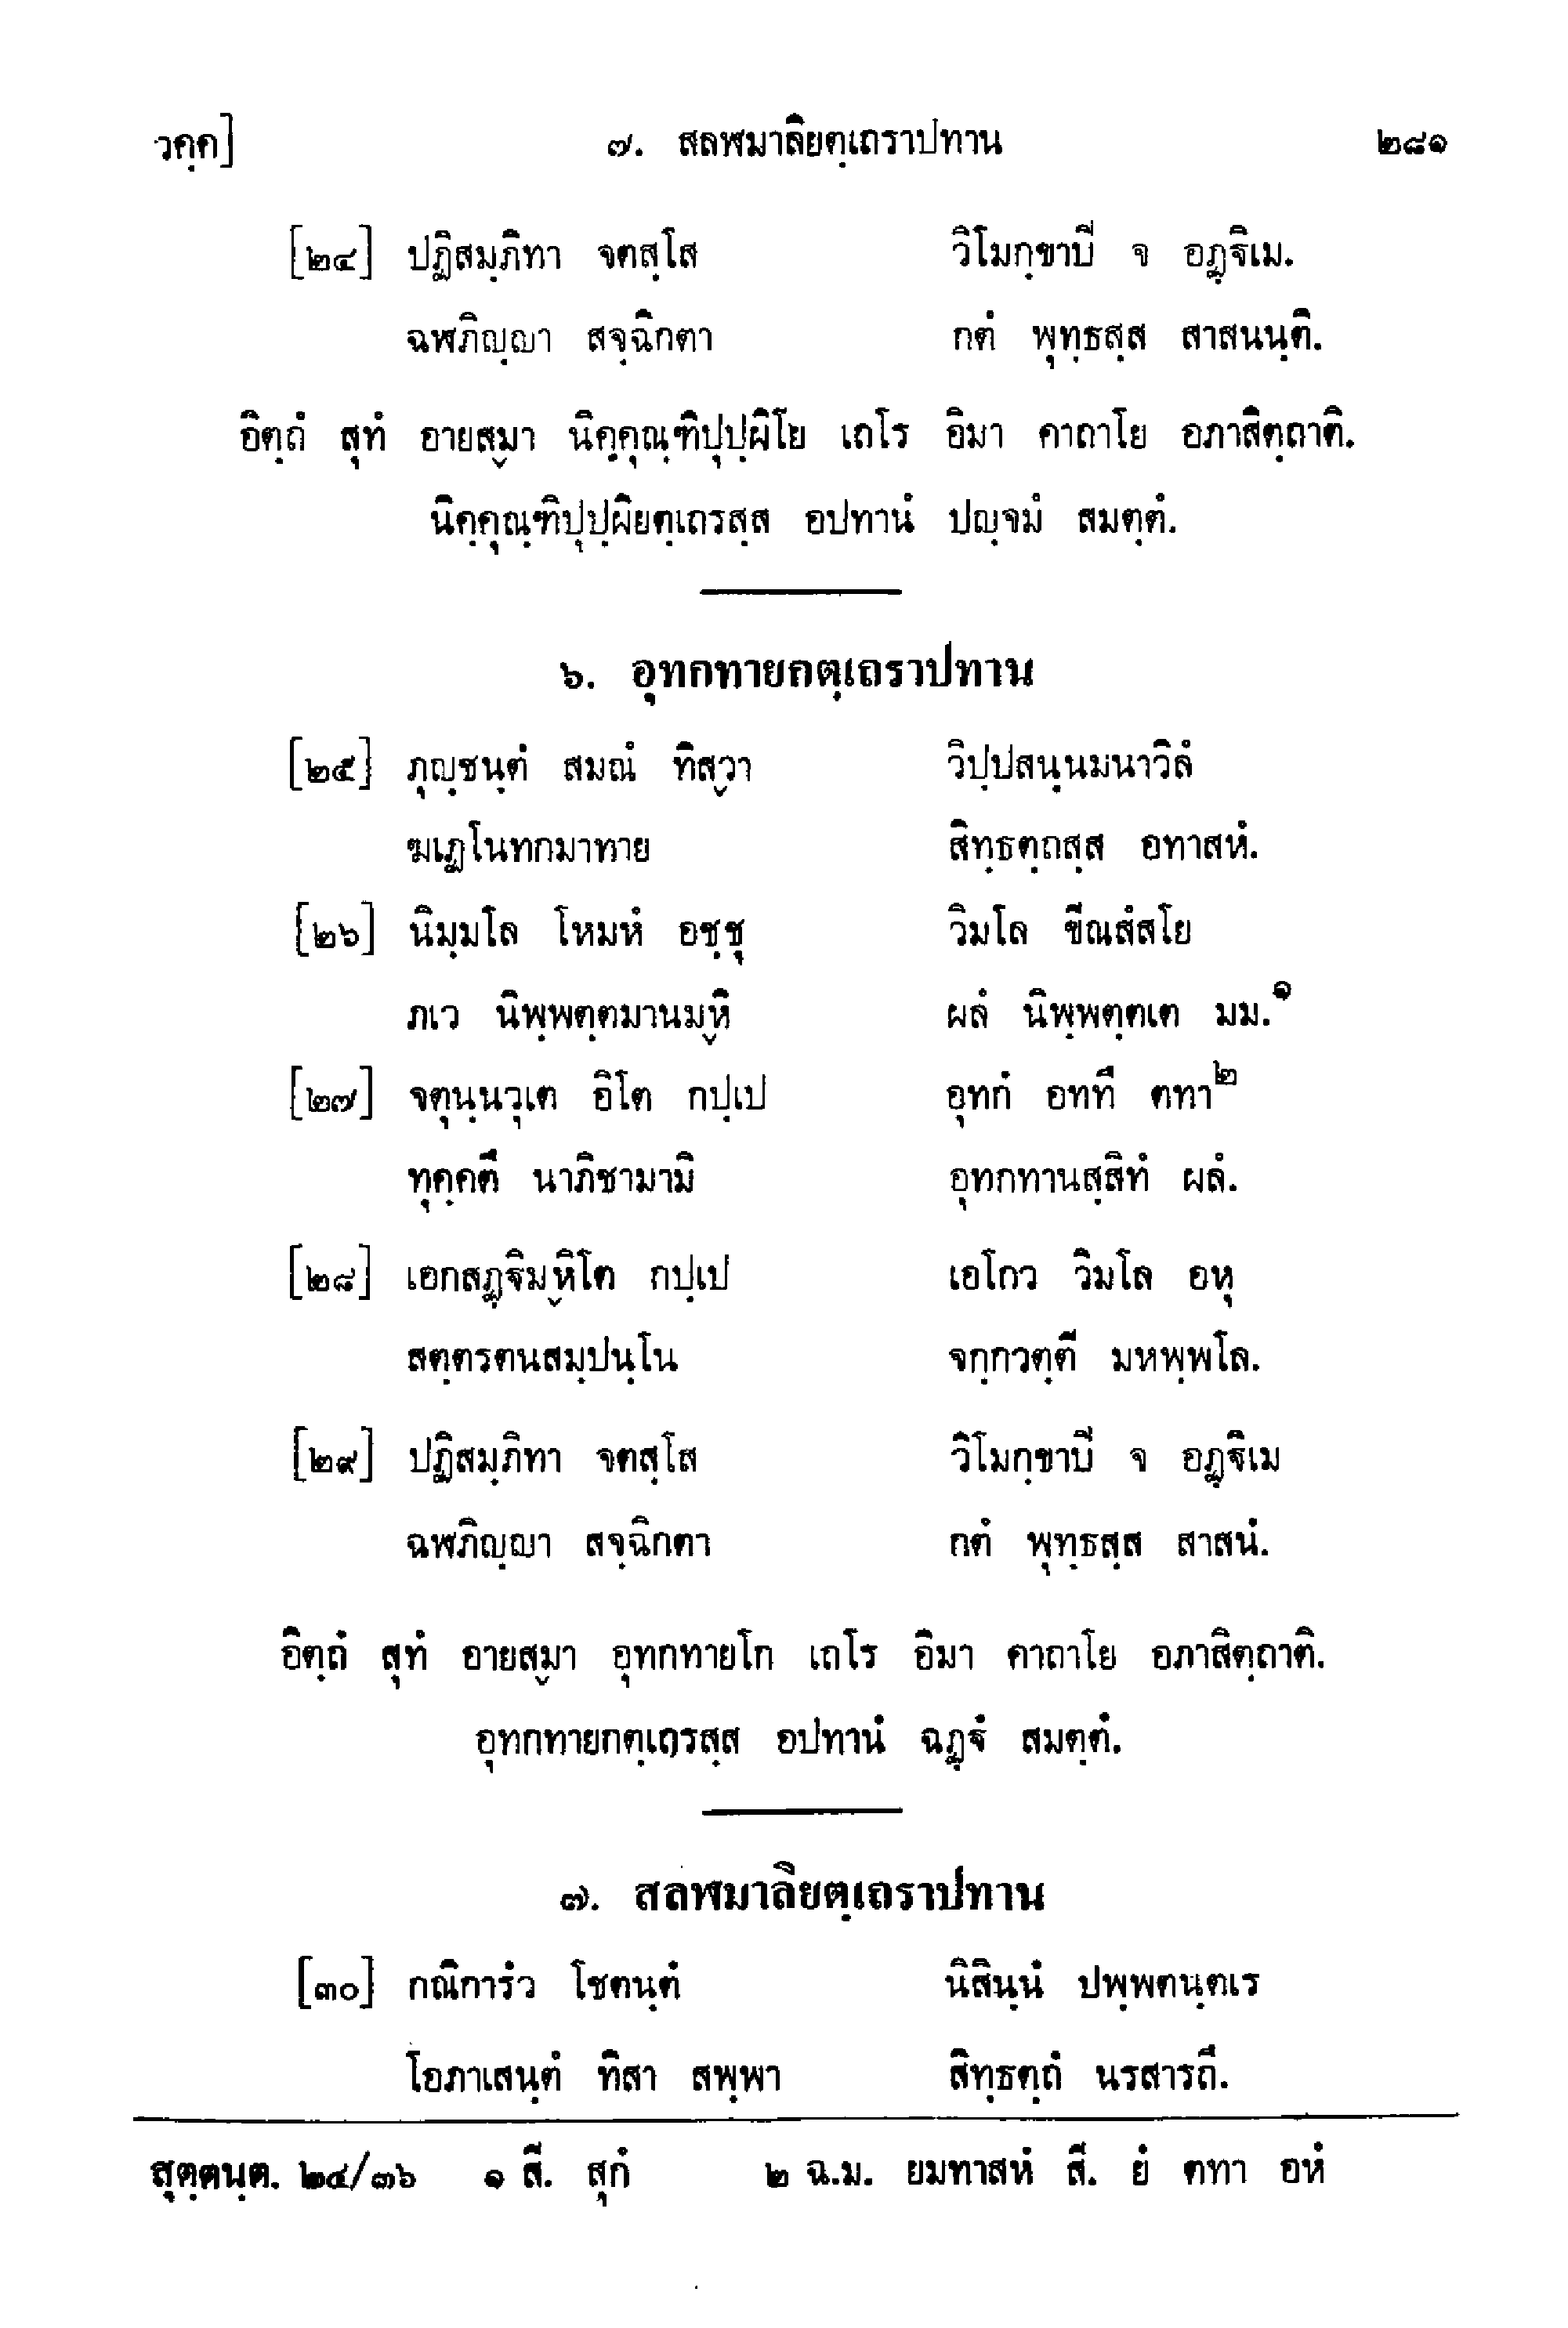 วคฺค] ๗. สลฬมาลิยตฺเถราปทาน ๒๘๑
[๒๔] ปฏิสมฺภิทา จตสฺโส วิโมกฺขาปิ จ อฏฺฐิเม.
ฉฬภิญฺญา สจฺฉิกตา กตํ พุทฺธสฺส สาสนนฺติ.
อิตฺถํ สุทํ อายสฺมา นิคฺคุณฺฑิปุปฺผิโย เถโร อิมา คาถาโย อภาสิตฺถาติ.
นิคฺคุณฺฑิปุปฺผิยตฺเถรสฺส อปทานํ ปญฺจมํ สมตฺตํ.
๖. อุทกทายกตฺเถราปทาน
[๒๕] ภุญฺชนฺตํ สมณํ ทิสฺวา วิปฺปสนฺนมนาวิลํ
ฆเฏโนทกมาทาย สิทฺธตฺถสฺส อทาสหํ.
[๒๖] นิมฺมโล โหมหํ อชฺชุ วิมโล ขีณสํสโย
ภเว นิพฺพตฺตมานมฺหิ ผลํ นิพฺพตฺตเต มม.๑
[๒๗] จตุนฺนวุเต อิโต กปฺเป อุทกํ อททึ ตทา๒
ทุคฺคตึ นาภิชามามิ อุทกทานสฺสิทํ ผลํ.
[๒๘] เอกสฏฺฐิมฺหิโต กปฺเป เอโกว วิมโล อหุ
สตฺตรตนสมฺปนฺโน จกฺกวตฺตี มหพฺพโล.
[๒๙] ปฏิสมฺภิทา จตสฺโส วิโมกฺขาปิ จ อฏฺฐิเม
ฉฬภิญฺญา สจฺฉิกตา กตํ พุทฺธสฺส สาสนํ.
อิตฺถํ สุทํ อายสฺมา อุทกทายโก เถโร อิมา คาถาโย อภาสิตฺถาติ.
อุทกทายกตฺเถรสฺส อปทานํ ฉฏฺฐํ สมตฺตํ.
๗. สลฬมาลิยตฺเถราปทาน
[๓๐] กณิการํว โชตนฺตํ นิสินฺนํ ปพฺพตนฺตเร
โอภาเสนฺตํ ทิสา สพฺพา สิทฺธตฺถํ นรสารถึ.
สุตฺตนฺต. ๒๔/๓๖ ๑ สี. สุกํ ๒ ฉ.ม. ยมทาสหํ สี. ยํ ตทา อหํ